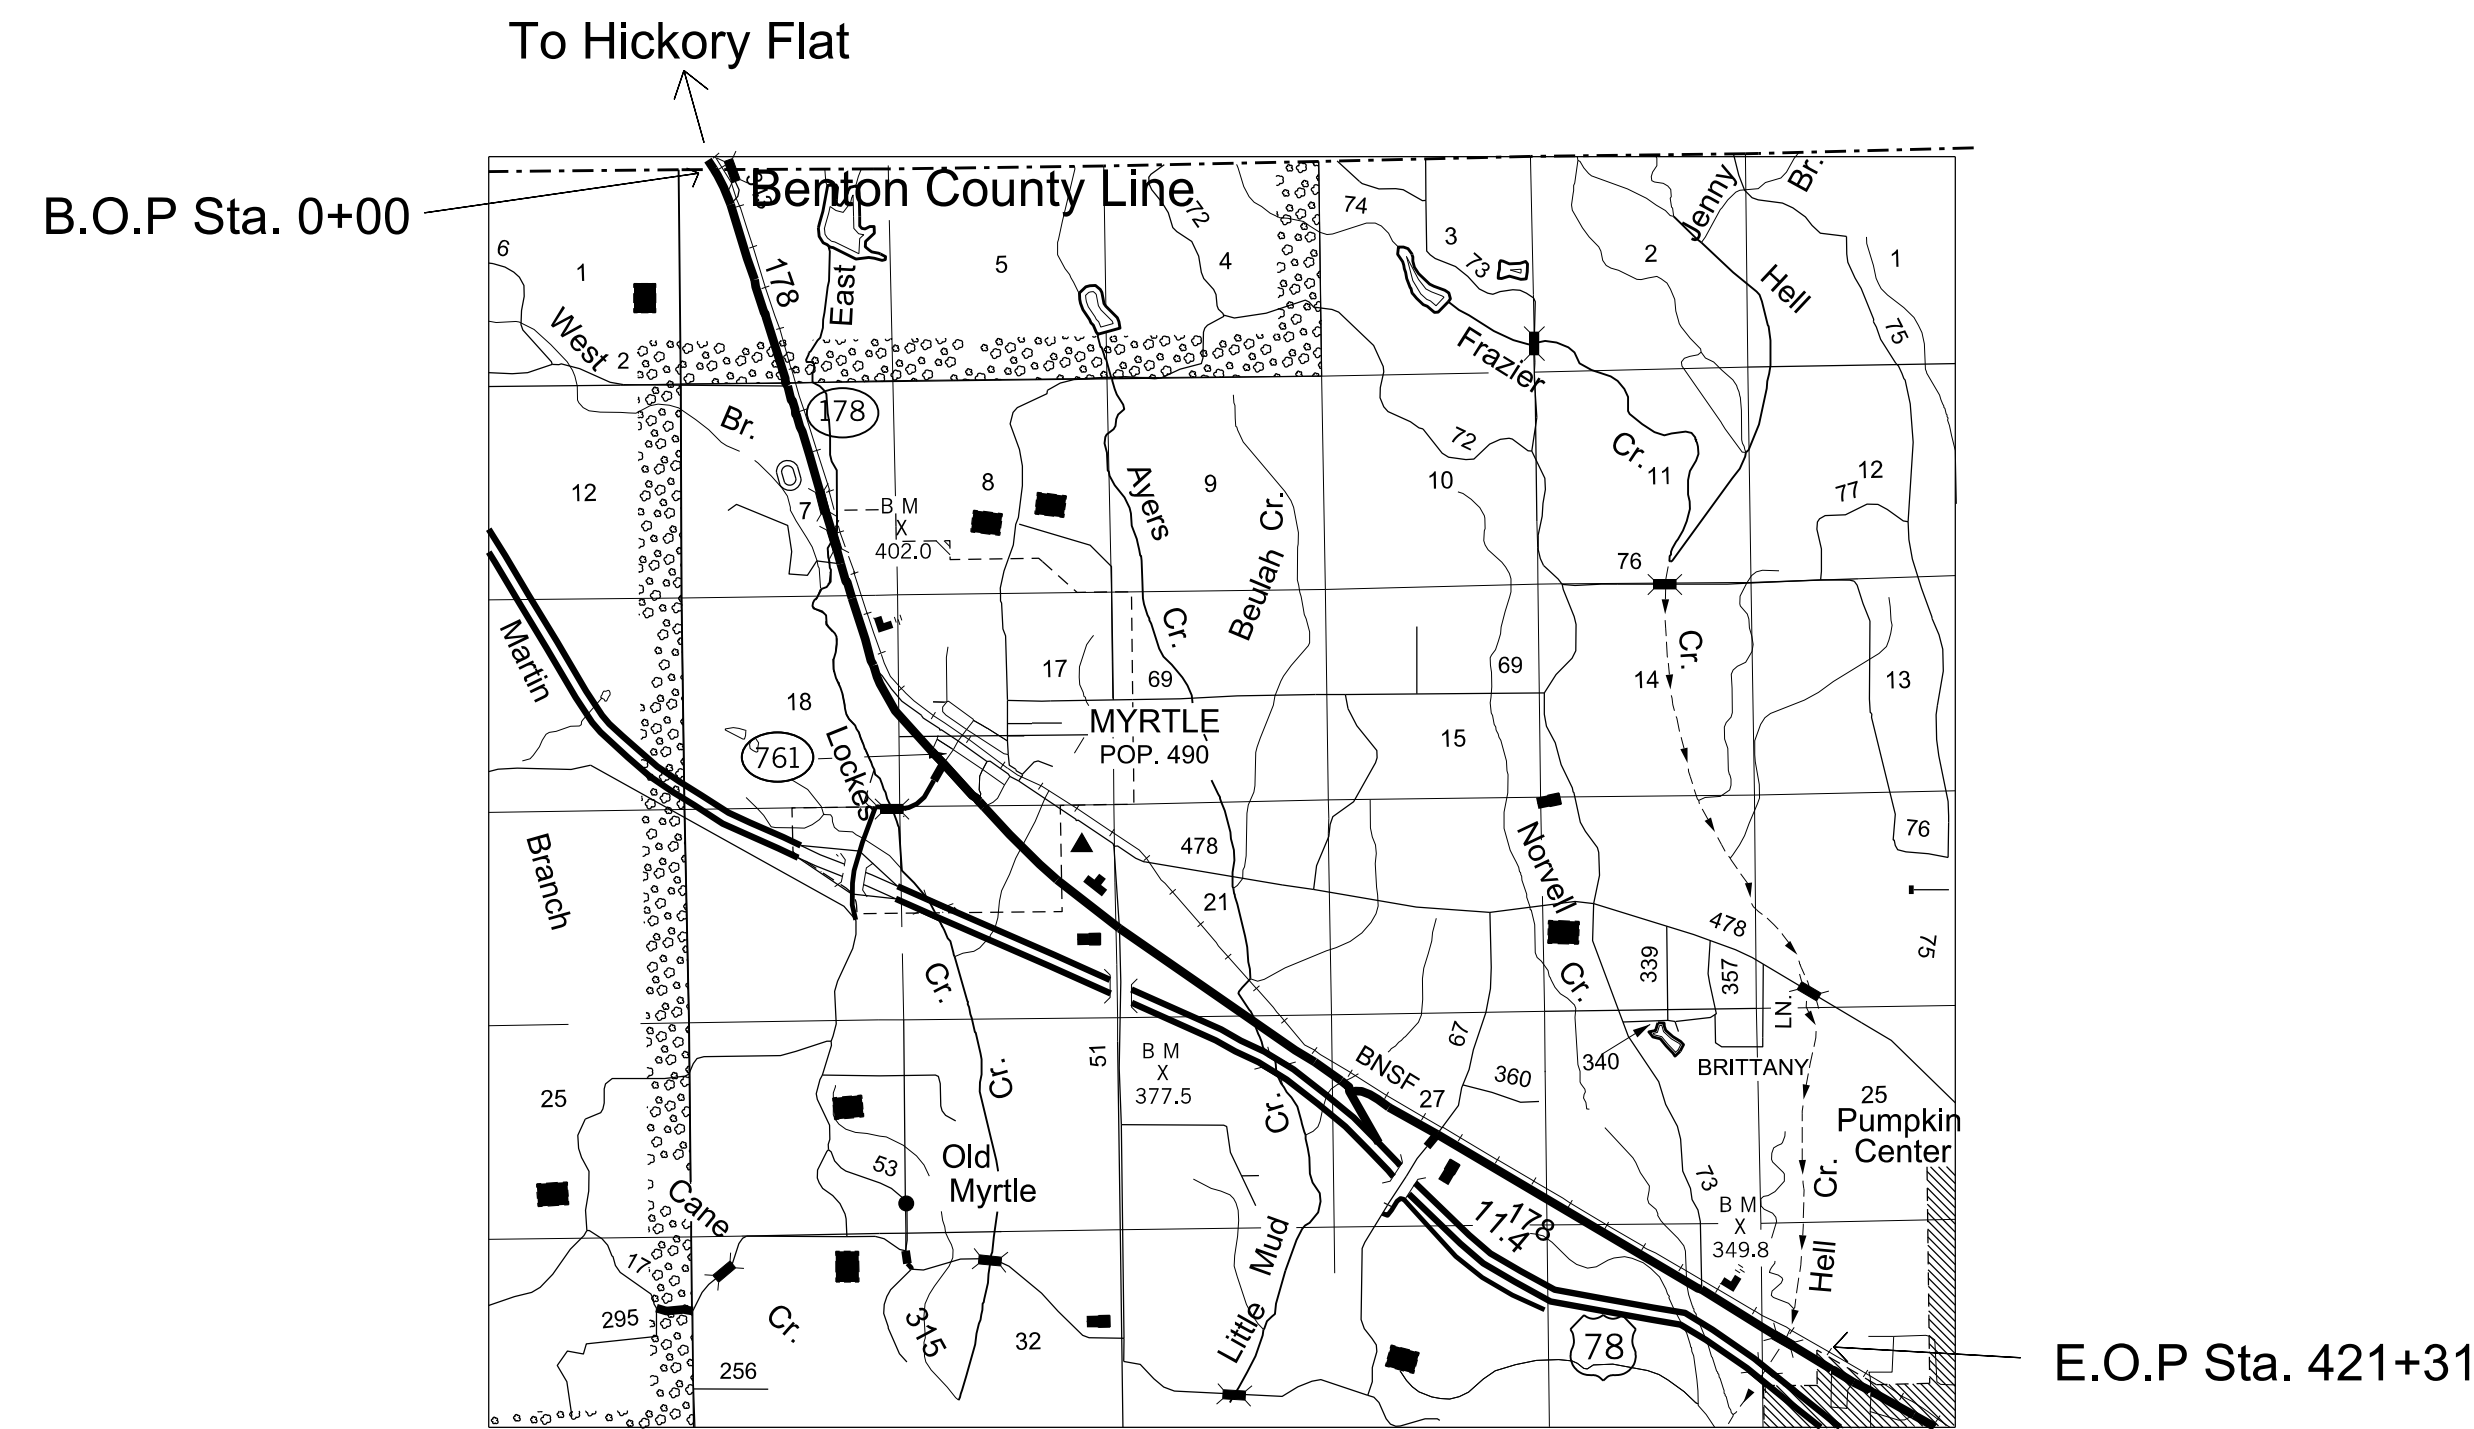 To Hickory Flat
Benton County Line
B.O.P Sta. 0+00
72
74
Jenny
Br.
6
1
178
East
5
4
3
73
2
Hell
1
West
2
Frazier
75
Br.
178
72
Cr.
11
12
77
12
7
B M
X
402.0
8
Ayers
9
Beulah Cr.
10
76
Martin
18
17
Cr.
69
69
14
Cr.
13
MYRTLE
POP. 490
15
761
Lockes
Branch
478
Norvell
76
21
478
75
Cr.
Cr.
339
357
LN.
25
Cr.
51
B M
X
377.5
Cr.
BNSF
67
27
360
340
BRITTANY
25
Pumpkin
Center
53
Old
Myrtle
73
B M
X
349.8
Cr.
Cane
17
178
11.4
Hell
295
Cr.
315
32
Little Mud
78
256
E.O.P Sta. 421+31